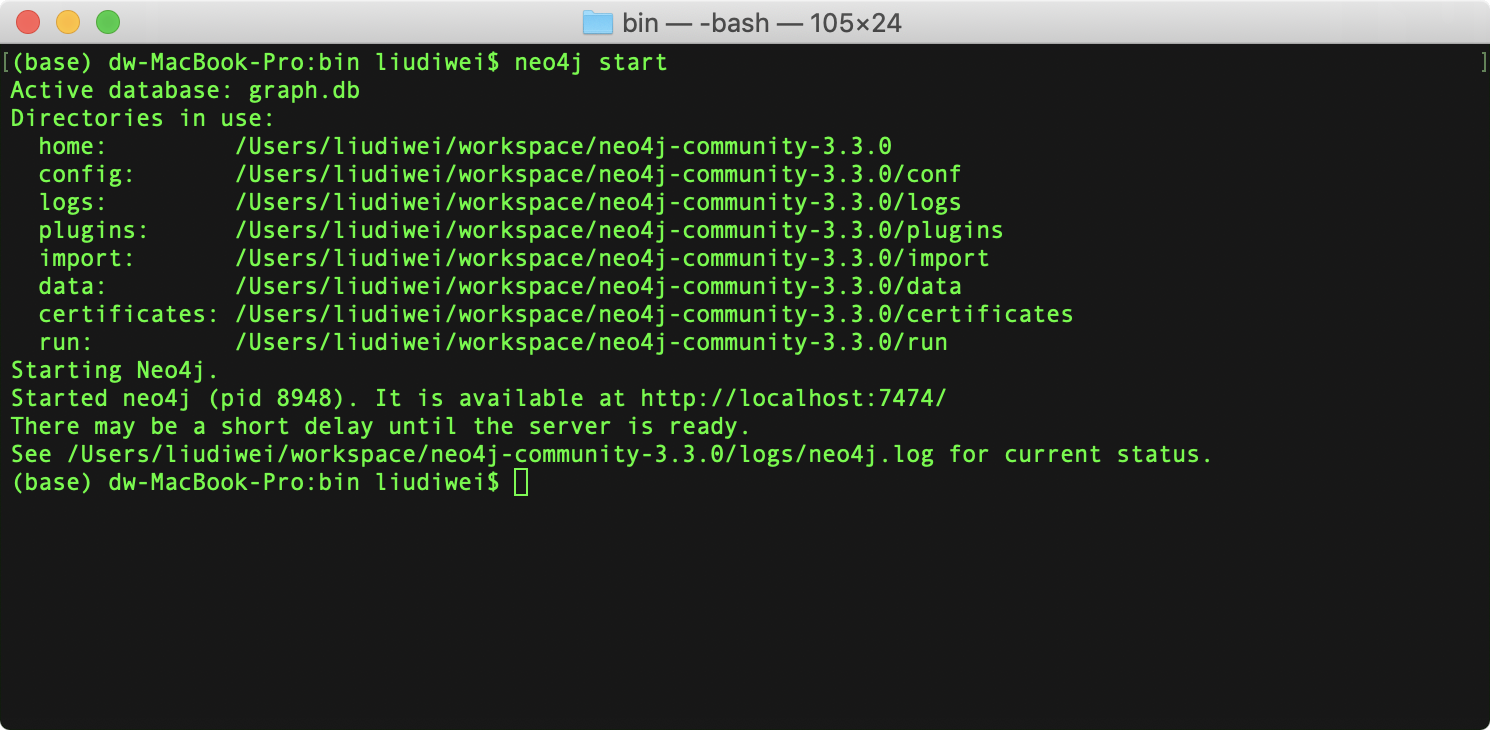 bin — -bash — 105×24
[(base) dw-MacBook-Pro:bin liudiwei$ neo4j start ]
Active database: graph.db
Directories in use:
  home:         /Users/liudiwei/workspace/neo4j-community-3.3.0
  config:       /Users/liudiwei/workspace/neo4j-community-3.3.0/conf
  logs:         /Users/liudiwei/workspace/neo4j-community-3.3.0/logs
  plugins:      /Users/liudiwei/workspace/neo4j-community-3.3.0/plugins
  import:       /Users/liudiwei/workspace/neo4j-community-3.3.0/import
  data:         /Users/liudiwei/workspace/neo4j-community-3.3.0/data
  certificates: /Users/liudiwei/workspace/neo4j-community-3.3.0/certificates
  run:          /Users/liudiwei/workspace/neo4j-community-3.3.0/run
Starting Neo4j.
Started neo4j (pid 8948). It is available at http://localhost:7474/
There may be a short delay until the server is ready.
See /Users/liudiwei/workspace/neo4j-community-3.3.0/logs/neo4j.log for current status.
(base) dw-MacBook-Pro:bin liudiwei$